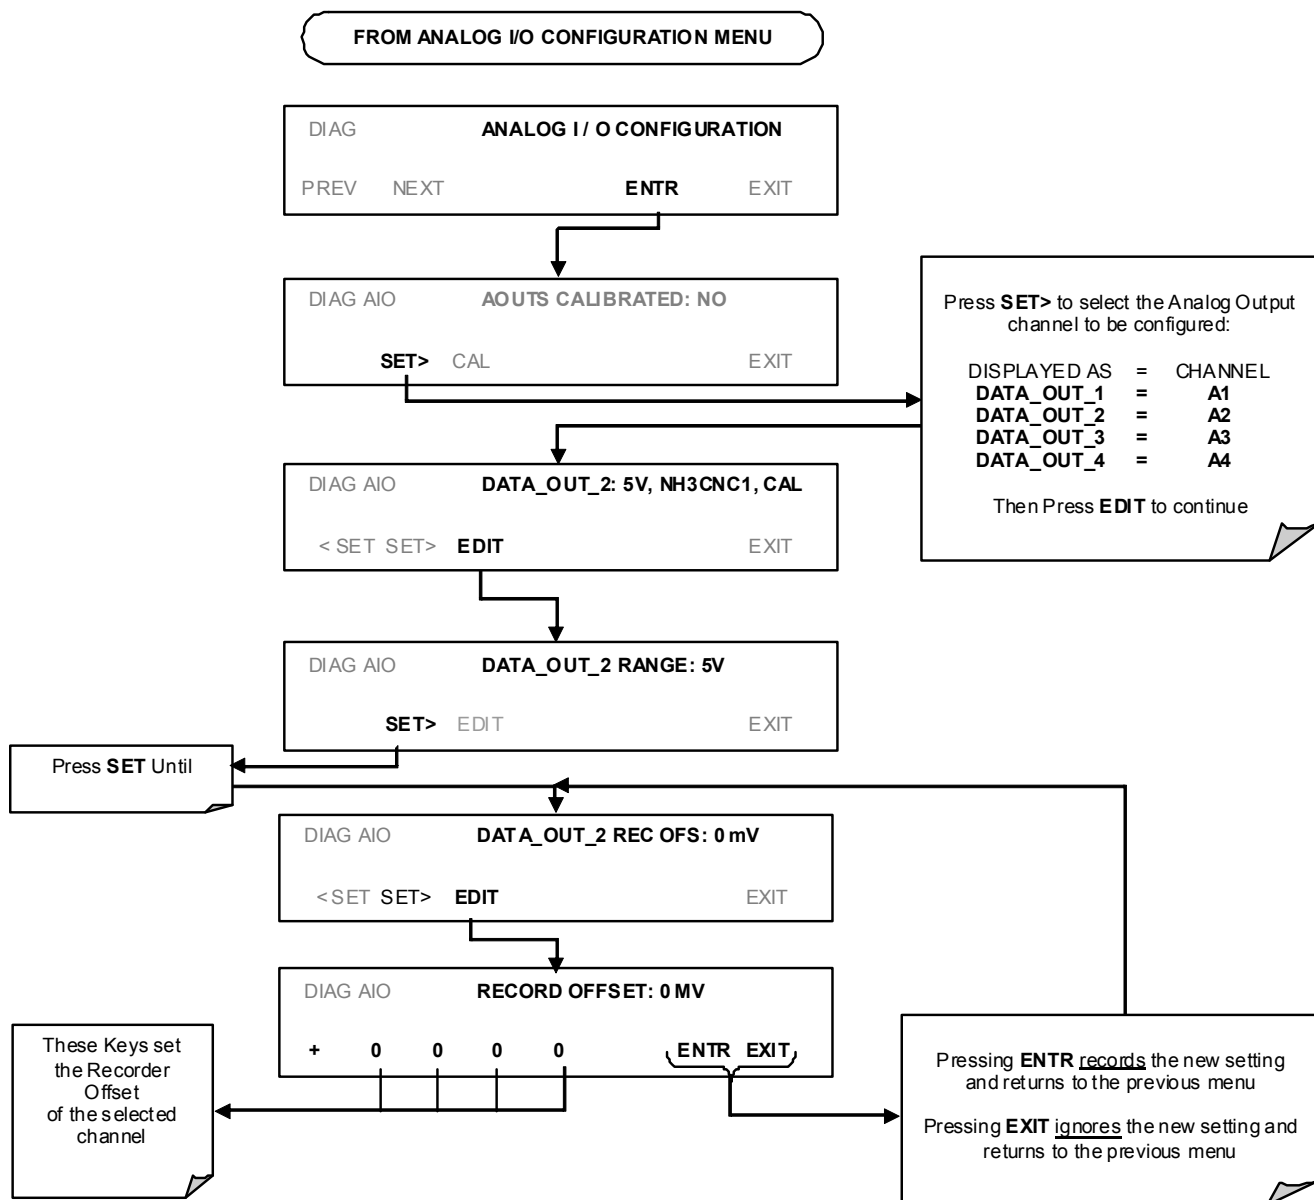 FROM ANALOG I/O CONFIGURATION MENU
DIAG ANALOG I / O CONFIGURATION
PREV NEXT ENTR EXIT
DIAG AIO AOUTS CALIBRATED: NO
SET> CAL EXIT
Press SET> to select the Analog Output
channel to be configured:
DISPLAYED AS = CHANNEL
DATA_OUT_1 = A1
DATA_OUT_2 = A2
DATA_OUT_3 = A3
DATA_OUT_4 = A4
Then Press EDIT to continue
DIAG AIO DATA_OUT_2: 5V, NH3CNC1, CAL
< SET SET> EDIT EXIT
DIAG AIO DATA_OUT_2 RANGE: 5V
SET> EDIT EXIT
Press SET Until
DIAG AIO DATA_OUT_2 REC OFS: 0 mV
< SET SET> EDIT EXIT
DIAG AIO RECORD OFFSET: 0 MV
+ 0 0 0 0 ENTR EXIT
These Keys set
the Recorder
Offset
of the selected
channel
Pressing ENTR records the new setting
and returns to the previous menu
Pressing EXIT ignores the new setting and
returns to the previous menu